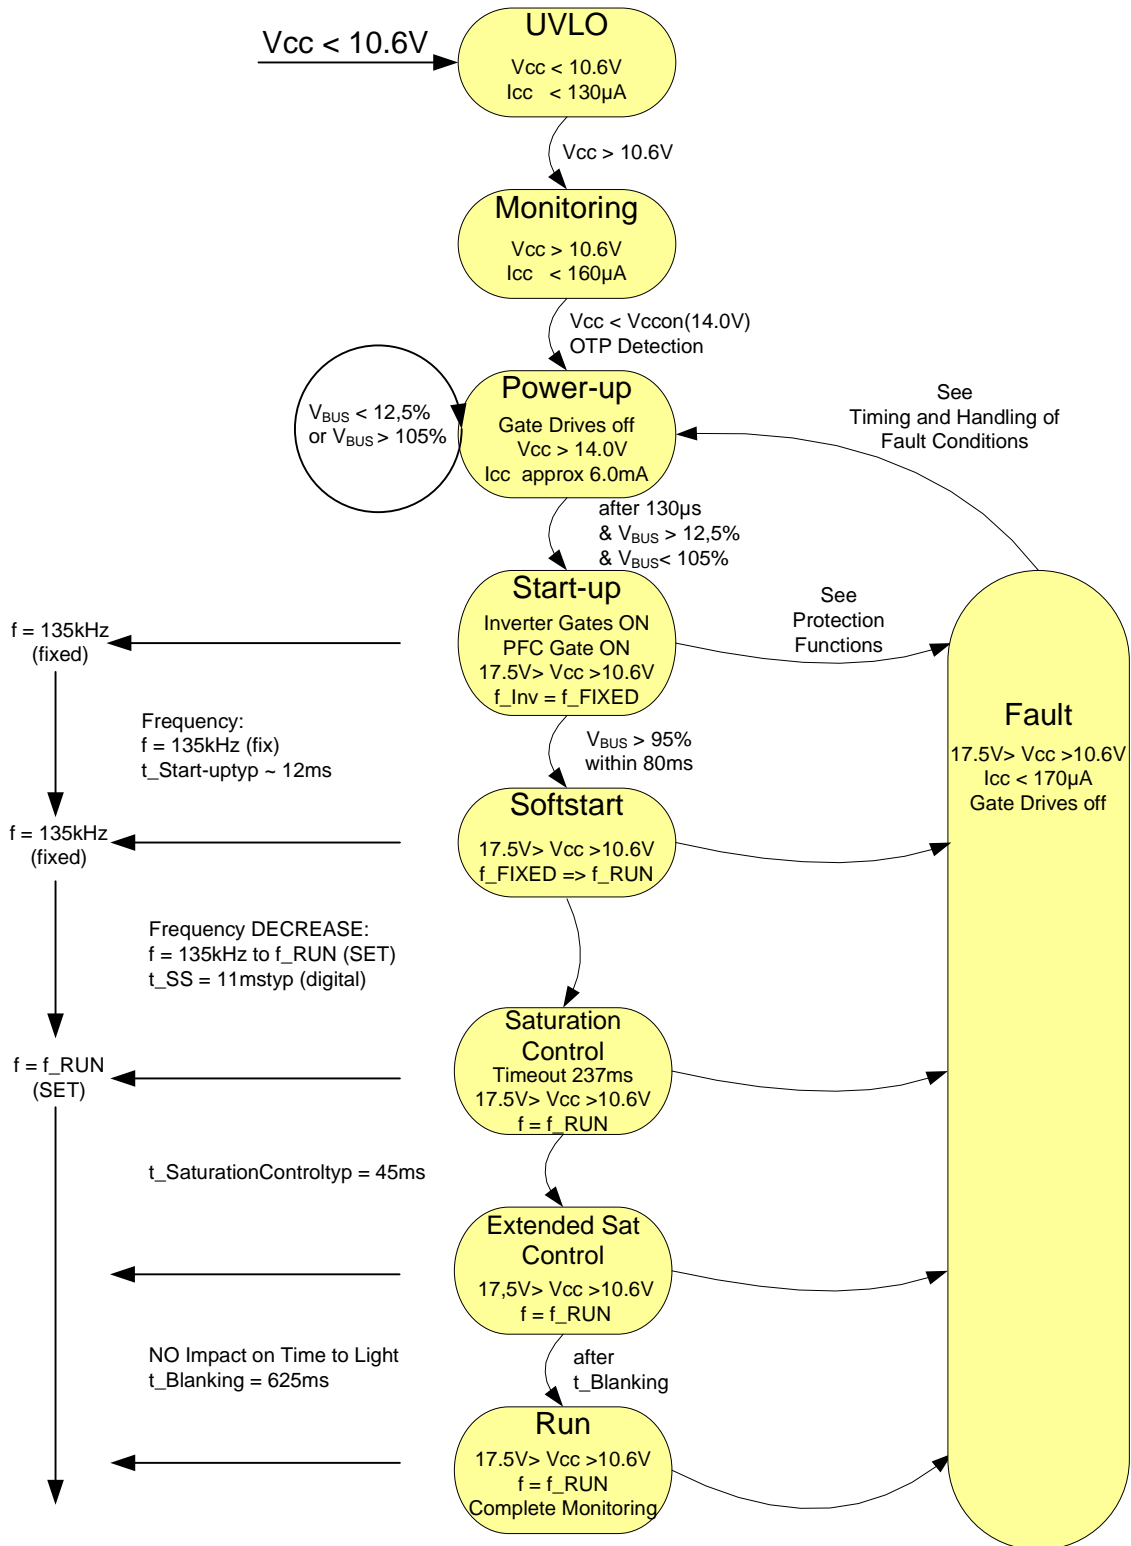 UVLO
Vcc < 10.6V
Vcc < 10.6V
Icc < 130µA
Vcc > 10.6V
Monitoring
Vcc > 10.6V
Icc < 160µA
Vcc < Vccon(14.0V)
OTP Detection
Power-up
Gate Drives off
Vcc > 14.0V
Icc approx 6.0mA
VBUS < 12,5%
or VBUS > 105%
See
Timing and Handling of
Fault Conditions
after 130µs
& VBUS > 12,5%
& VBUS< 105%
Start-up
Inverter Gates ON
PFC Gate ON
17.5V> Vcc >10.6V
f_Inv = f_FIXED
See
Protection
Functions
f = 135kHz
(fixed)
Frequency:
f = 135kHz (fix)
t_Start-uptyp ~ 12ms
VBUS > 95%
within 80ms
Fault
17.5V> Vcc >10.6V
Icc < 170µA
Gate Drives off
Softstart
17.5V> Vcc >10.6V
f_FIXED => f_RUN
f = 135kHz
(fixed)
Frequency DECREASE:
f = 135kHz to f_RUN (SET)
t_SS = 11mstyp (digital)
Saturation
Control
Timeout 237ms
17.5V> Vcc >10.6V
f = f_RUN
f = f_RUN
(SET)
t_SaturationControltyp = 45ms
Extended Sat
Control
17,5V> Vcc >10.6V
f = f_RUN
NO Impact on Time to Light
t_Blanking = 625ms
after
t_Blanking
Run
17.5V> Vcc >10.6V
f = f_RUN
Complete Monitoring